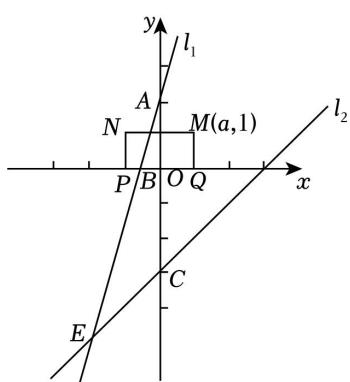 y
l₁
A
N M(a,1)
l₂
P B O Q x
C
E